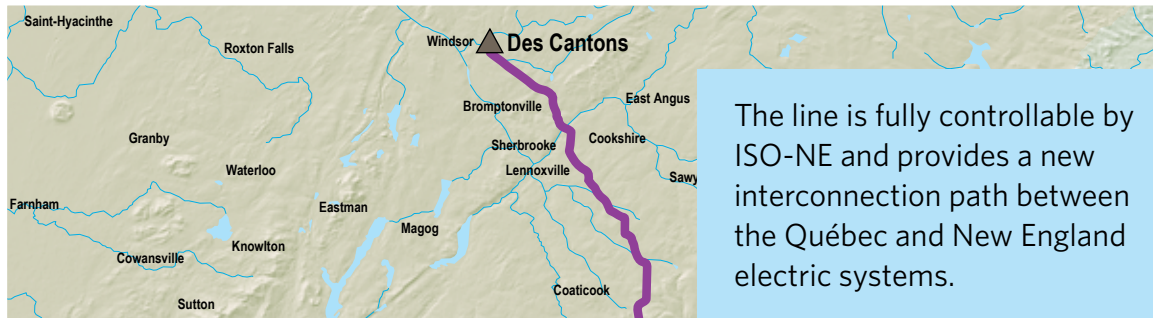 Saint-Hyacinthe
Roxton Falls
Windsor
Des Cantons
Bromptonville
East Angus
Granby
Sherbrooke
Cookshire
Waterloo
Lennoxville
Sawy
Farnham
Eastman
Magog
Knowlton
Cowansville
Coaticook
Sutton
The line is fully controllable by
ISO-NE and provides a new
interconnection path between
the Québec and New England
electric systems.